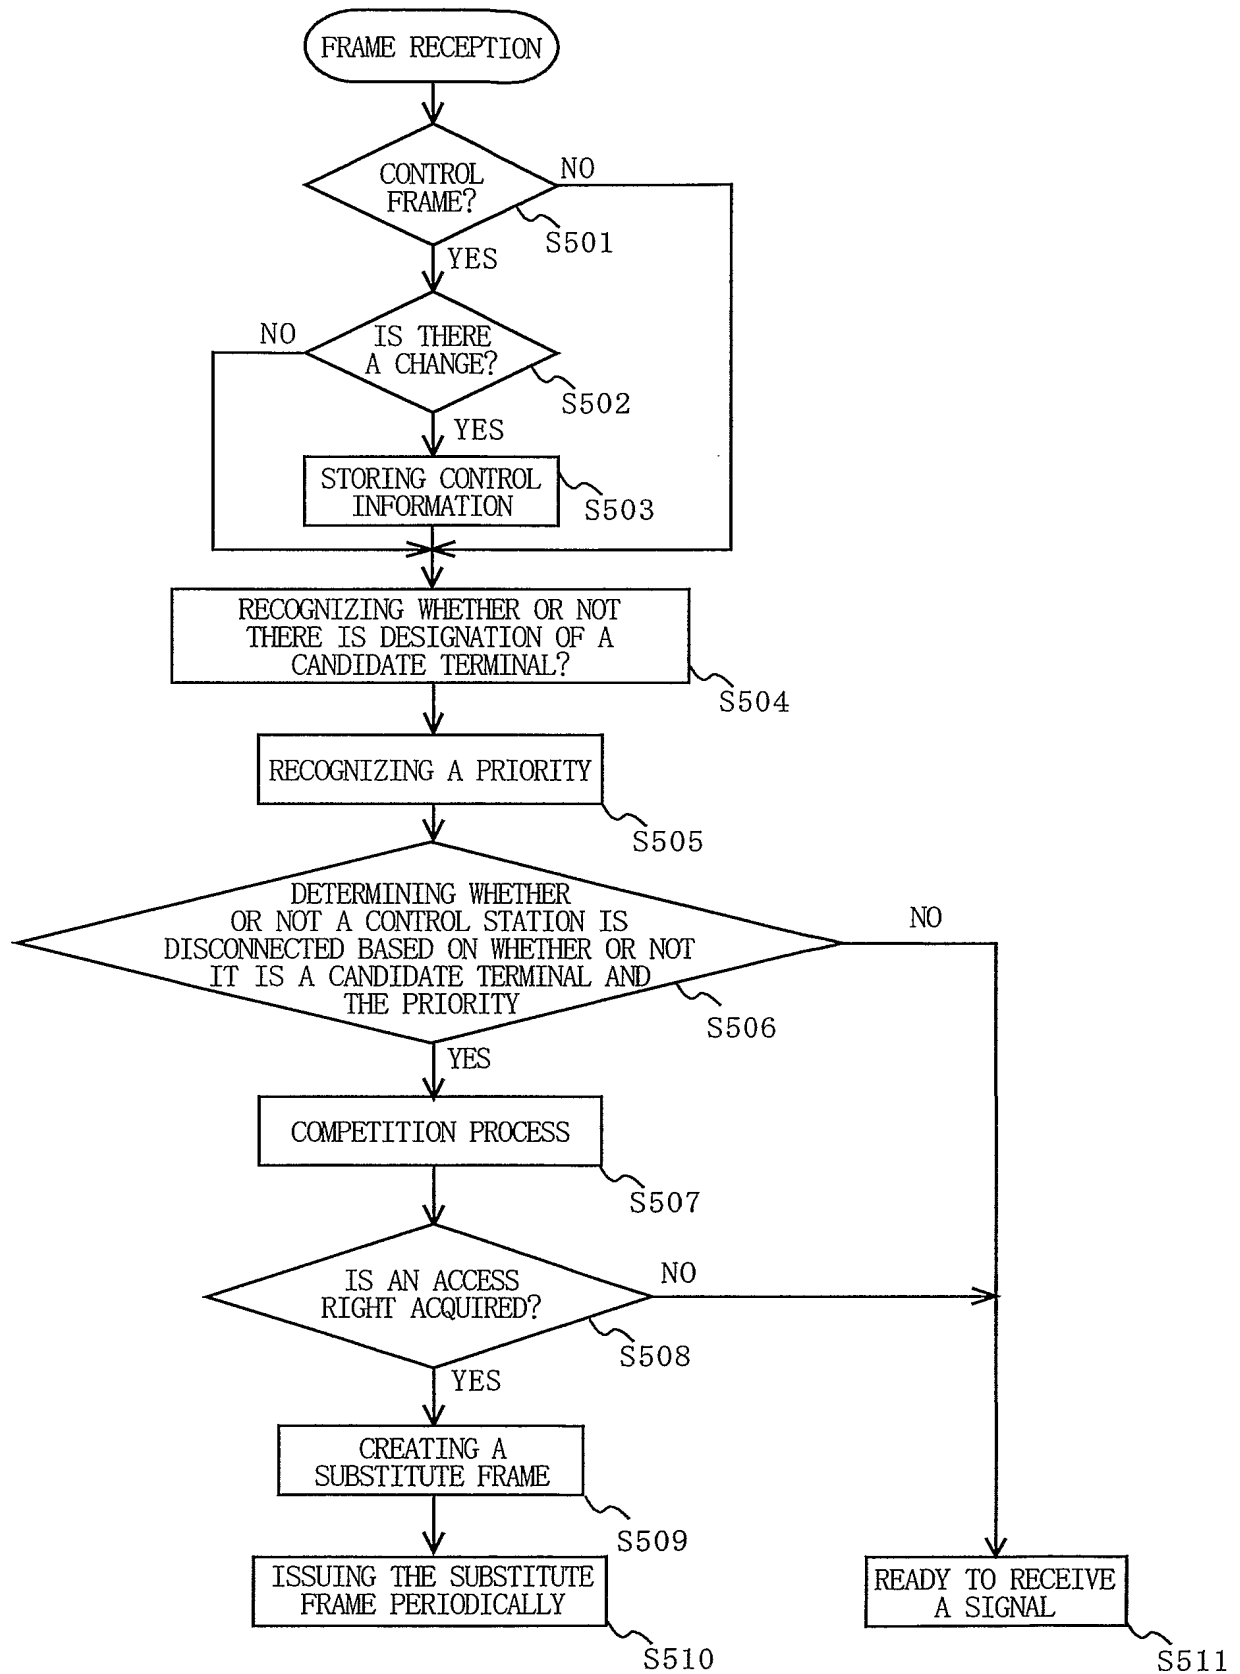 FRAME RECEPTION
CONTROL
FRAME?
NO
S501
YES
NO
IS THERE
A CHANGE?
S502
YES
STORING CONTROL
INFORMATION
S503
RECOGNIZING WHETHER OR NOT
THERE IS DESIGNATION OF A
CANDIDATE TERMINAL?
S504
RECOGNIZING A PRIORITY
S505
DETERMINING WHETHER
OR NOT A CONTROL STATION IS
DISCONNECTED BASED ON WHETHER OR NOT
IT IS A CANDIDATE TERMINAL AND
THE PRIORITY
NO
S506
YES
COMPETITION PROCESS
S507
IS AN ACCESS
RIGHT ACQUIRED?
NO
S508
YES
CREATING A
SUBSTITUTE FRAME
S509
ISSUING THE SUBSTITUTE
FRAME PERIODICALLY
S510
READY TO RECEIVE
A SIGNAL
S511